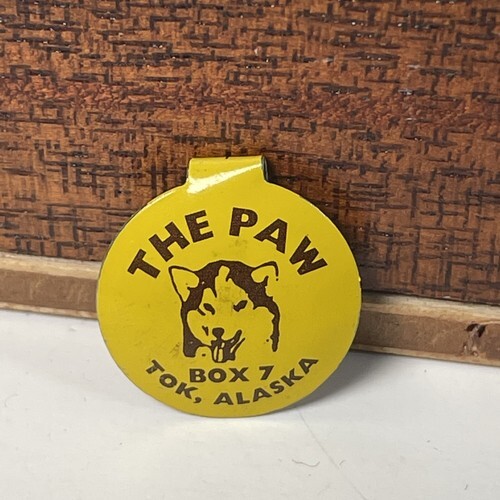 THE PAW
BOX 7
TOK, ALASKA